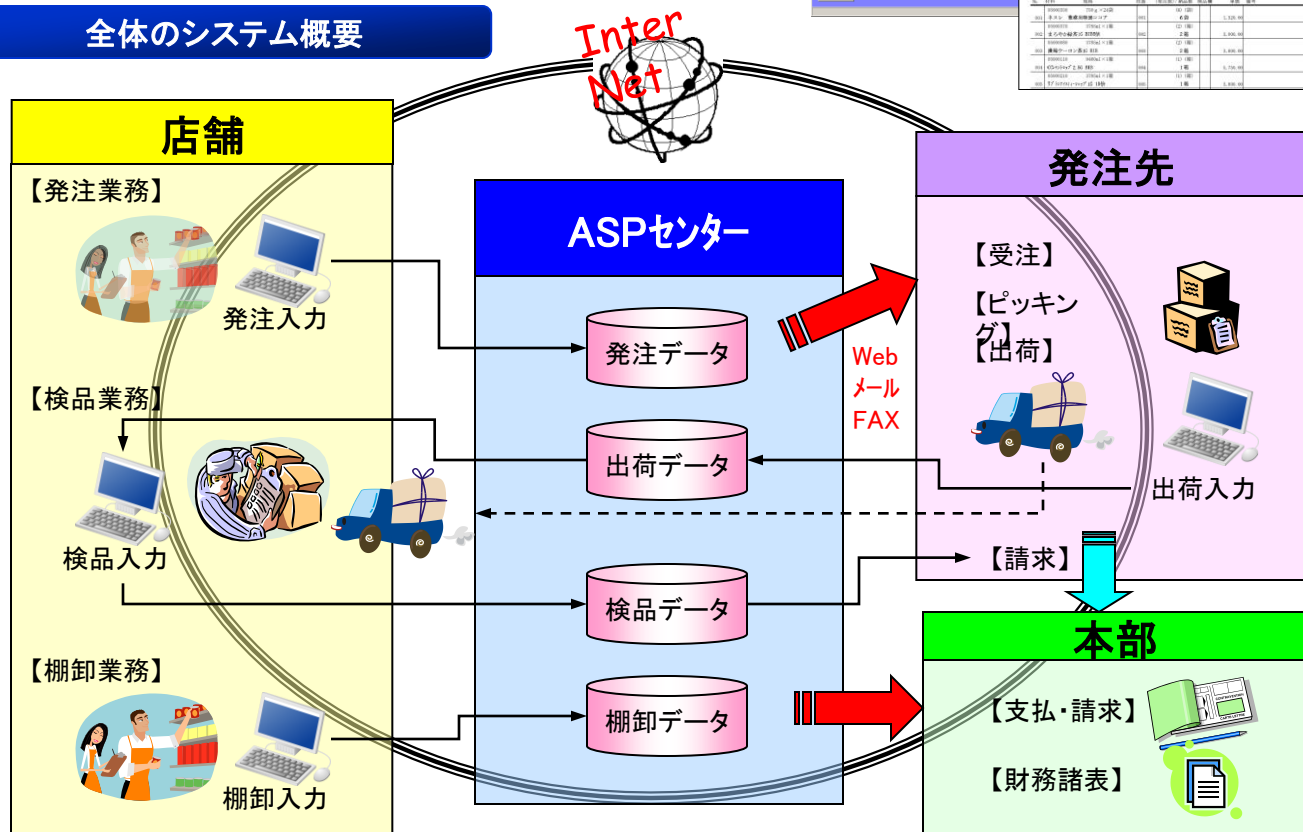 全体のシステム概要
Inter
Net
店舗
【発注業務】
発注入力
【検品業務】
検品入力
【棚卸業務】
棚卸入力
ASPセンター
発注データ
出荷データ
検品データ
棚卸データ
Web
メール
FAX
発注先
【受注】
【ピッキン
グ】
【出荷】
出荷入力
【請求】
本部
【支払・請求】
【財務諸表】